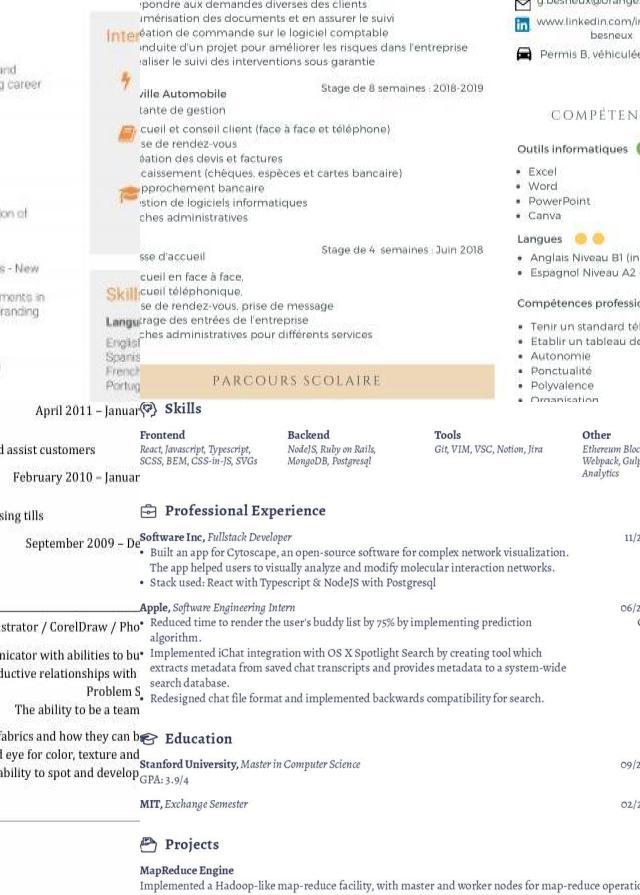 épondre aux demandes diverses des clients
umérisation des documents et en assurer le suivi
éation de commande sur le logiciel comptable
onduite d'un projet pour améliorer les risques dans l'entreprise
aliser le suivi des interventions sous garantie
Stage de 8 semaines : 2018-2019
ville Automobile
tante de gestion
cueil et conseil client (face à face et téléphone)
se de rendez-vous
éation des devis et factures
caissement (chèques, espèces et cartes bancaire)
pprochement bancaire
estion de logiciels informatiques
ches administratives
Stage de 4 semaines : Juin 2018
sse d'accueil
cueil en face à face,
cueil téléphonique,
se de rendez-vous, prise de message
trage des entrées de l'entreprise
ches administratives pour différents services
PARCOURS SCOLAIRE
and
g career
on of
s - New
ments in
randing
Inter
Skill
Langu
English
Spanis
French
Portug
g.besneux@orange
www.linkedin.com/in
besneux
Permis B, véhiculée
COMPÉTEN
Outils informatiques
• Excel
• Word
• PowerPoint
• Canva
Langues
• Anglais Niveau B1 (in
• Espagnol Niveau A2
Compétences professio
• Tenir un standard té
• Etablir un tableau de
• Autonomie
• Ponctualité
• Polyvalence
• Organisation
April 2011 – Januar
d assist customers
February 2010 – Januar
sing tills
September 2009 – De
strator / CorelDraw / Pho
nicator with abilities to bu
ductive relationships with
Problem S
The ability to be a team
fabrics and how they can b
d eye for color, texture and
ability to spot and develop
Skills
Frontend
React, Javascript, Typescript,
SCSS, BEM, CSS-in-JS, SVGs
Backend
NodeJS, Ruby on Rails,
MongoDB, Postgresql
Tools
Git, VIM, VSC, Notion, Jira
Other
Ethereum Bloc
Webpack, Gulp
Analytics
Professional Experience
Software Inc, Fullstack Developer 11/2
• Built an app for Cytoscape, an open-source software for complex network visualization.
The app helped users to visually analyze and modify molecular interaction networks.
• Stack used: React with Typescript & NodeJS with Postgresql
Apple, Software Engineering Intern 06/2
• Reduced time to render the user's buddy list by 75% by implementing prediction
algorithm.
• Implemented iChat integration with OS X Spotlight Search by creating tool which
extracts metadata from saved chat transcripts and provides metadata to a system-wide
search database.
• Redesigned chat file format and implemented backwards compatibility for search.
Education
Stanford University, Master in Computer Science 09/2
GPA: 3.9/4
MIT, Exchange Semester 02/2
Projects
MapReduce Engine
Implemented a Hadoop-like map-reduce facility, with master and worker nodes for map-reduce operatio